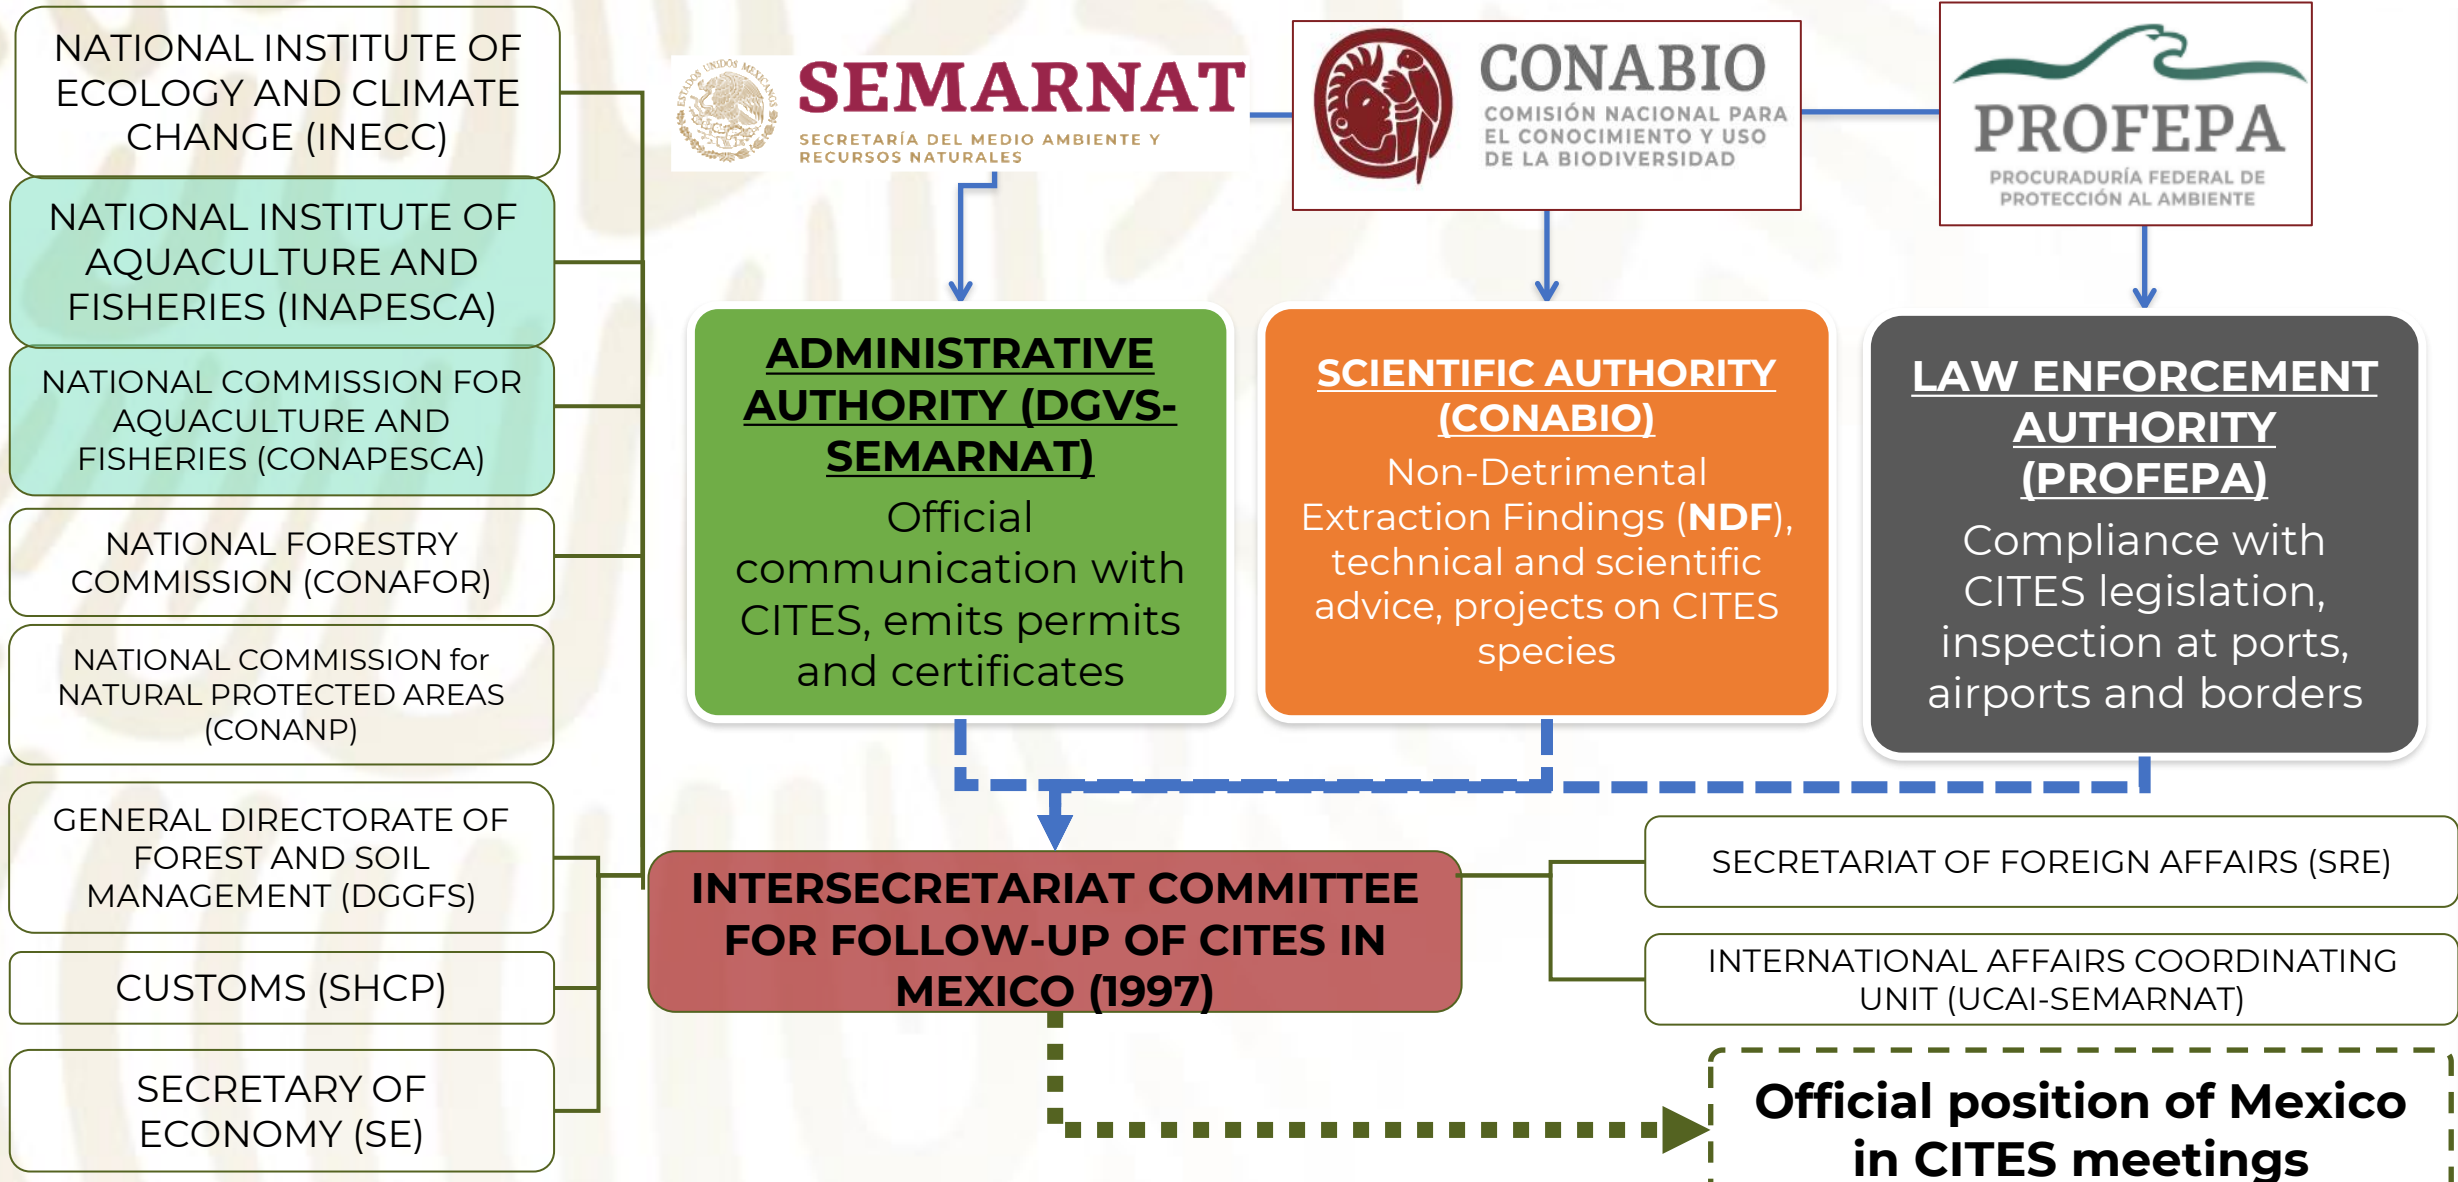 NATIONAL INSTITUTE OF
ECOLOGY AND CLIMATE
CHANGE (INECC)
NATIONAL INSTITUTE OF
AQUACULTURE AND
FISHERIES (INAPESCA)
NATIONAL COMMISSION FOR
AQUACULTURE AND
FISHERIES (CONAPESCA)
NATIONAL FORESTRY
COMMISSION (CONAFOR)
NATIONAL COMMISSION for
NATURAL PROTECTED AREAS
(CONANP)
GENERAL DIRECTORATE OF
FOREST AND SOIL
MANAGEMENT (DGGFS)
CUSTOMS (SHCP)
SECRETARY OF
ECONOMY (SE)
ESTADOS UNIDOS MEXICANOS
SEMARNAT
SECRETARÍA DEL MEDIO AMBIENTE Y
RECURSOS NATURALES
CONABIO
COMISIÓN NACIONAL PARA
EL CONOCIMIENTO Y USO
DE LA BIODIVERSIDAD
PROFEPA
PROCURADURÍA FEDERAL DE
PROTECCIÓN AL AMBIENTE
ADMINISTRATIVE
AUTHORITY (DGVS-
SEMARNAT)
Official
communication with
CITES, emits permits
and certificates
SCIENTIFIC AUTHORITY
(CONABIO)
Non-Detrimental
Extraction Findings (NDF),
technical and scientific
advice, projects on CITES
species
LAW ENFORCEMENT
AUTHORITY
(PROFEPA)
Compliance with
CITES legislation,
inspection at ports,
airports and borders
INTERSECRETARIAT COMMITTEE
FOR FOLLOW-UP OF CITES IN
MEXICO (1997)
SECRETARIAT OF FOREIGN AFFAIRS (SRE)
INTERNATIONAL AFFAIRS COORDINATING
UNIT (UCAI-SEMARNAT)
Official position of Mexico
in CITES meetings